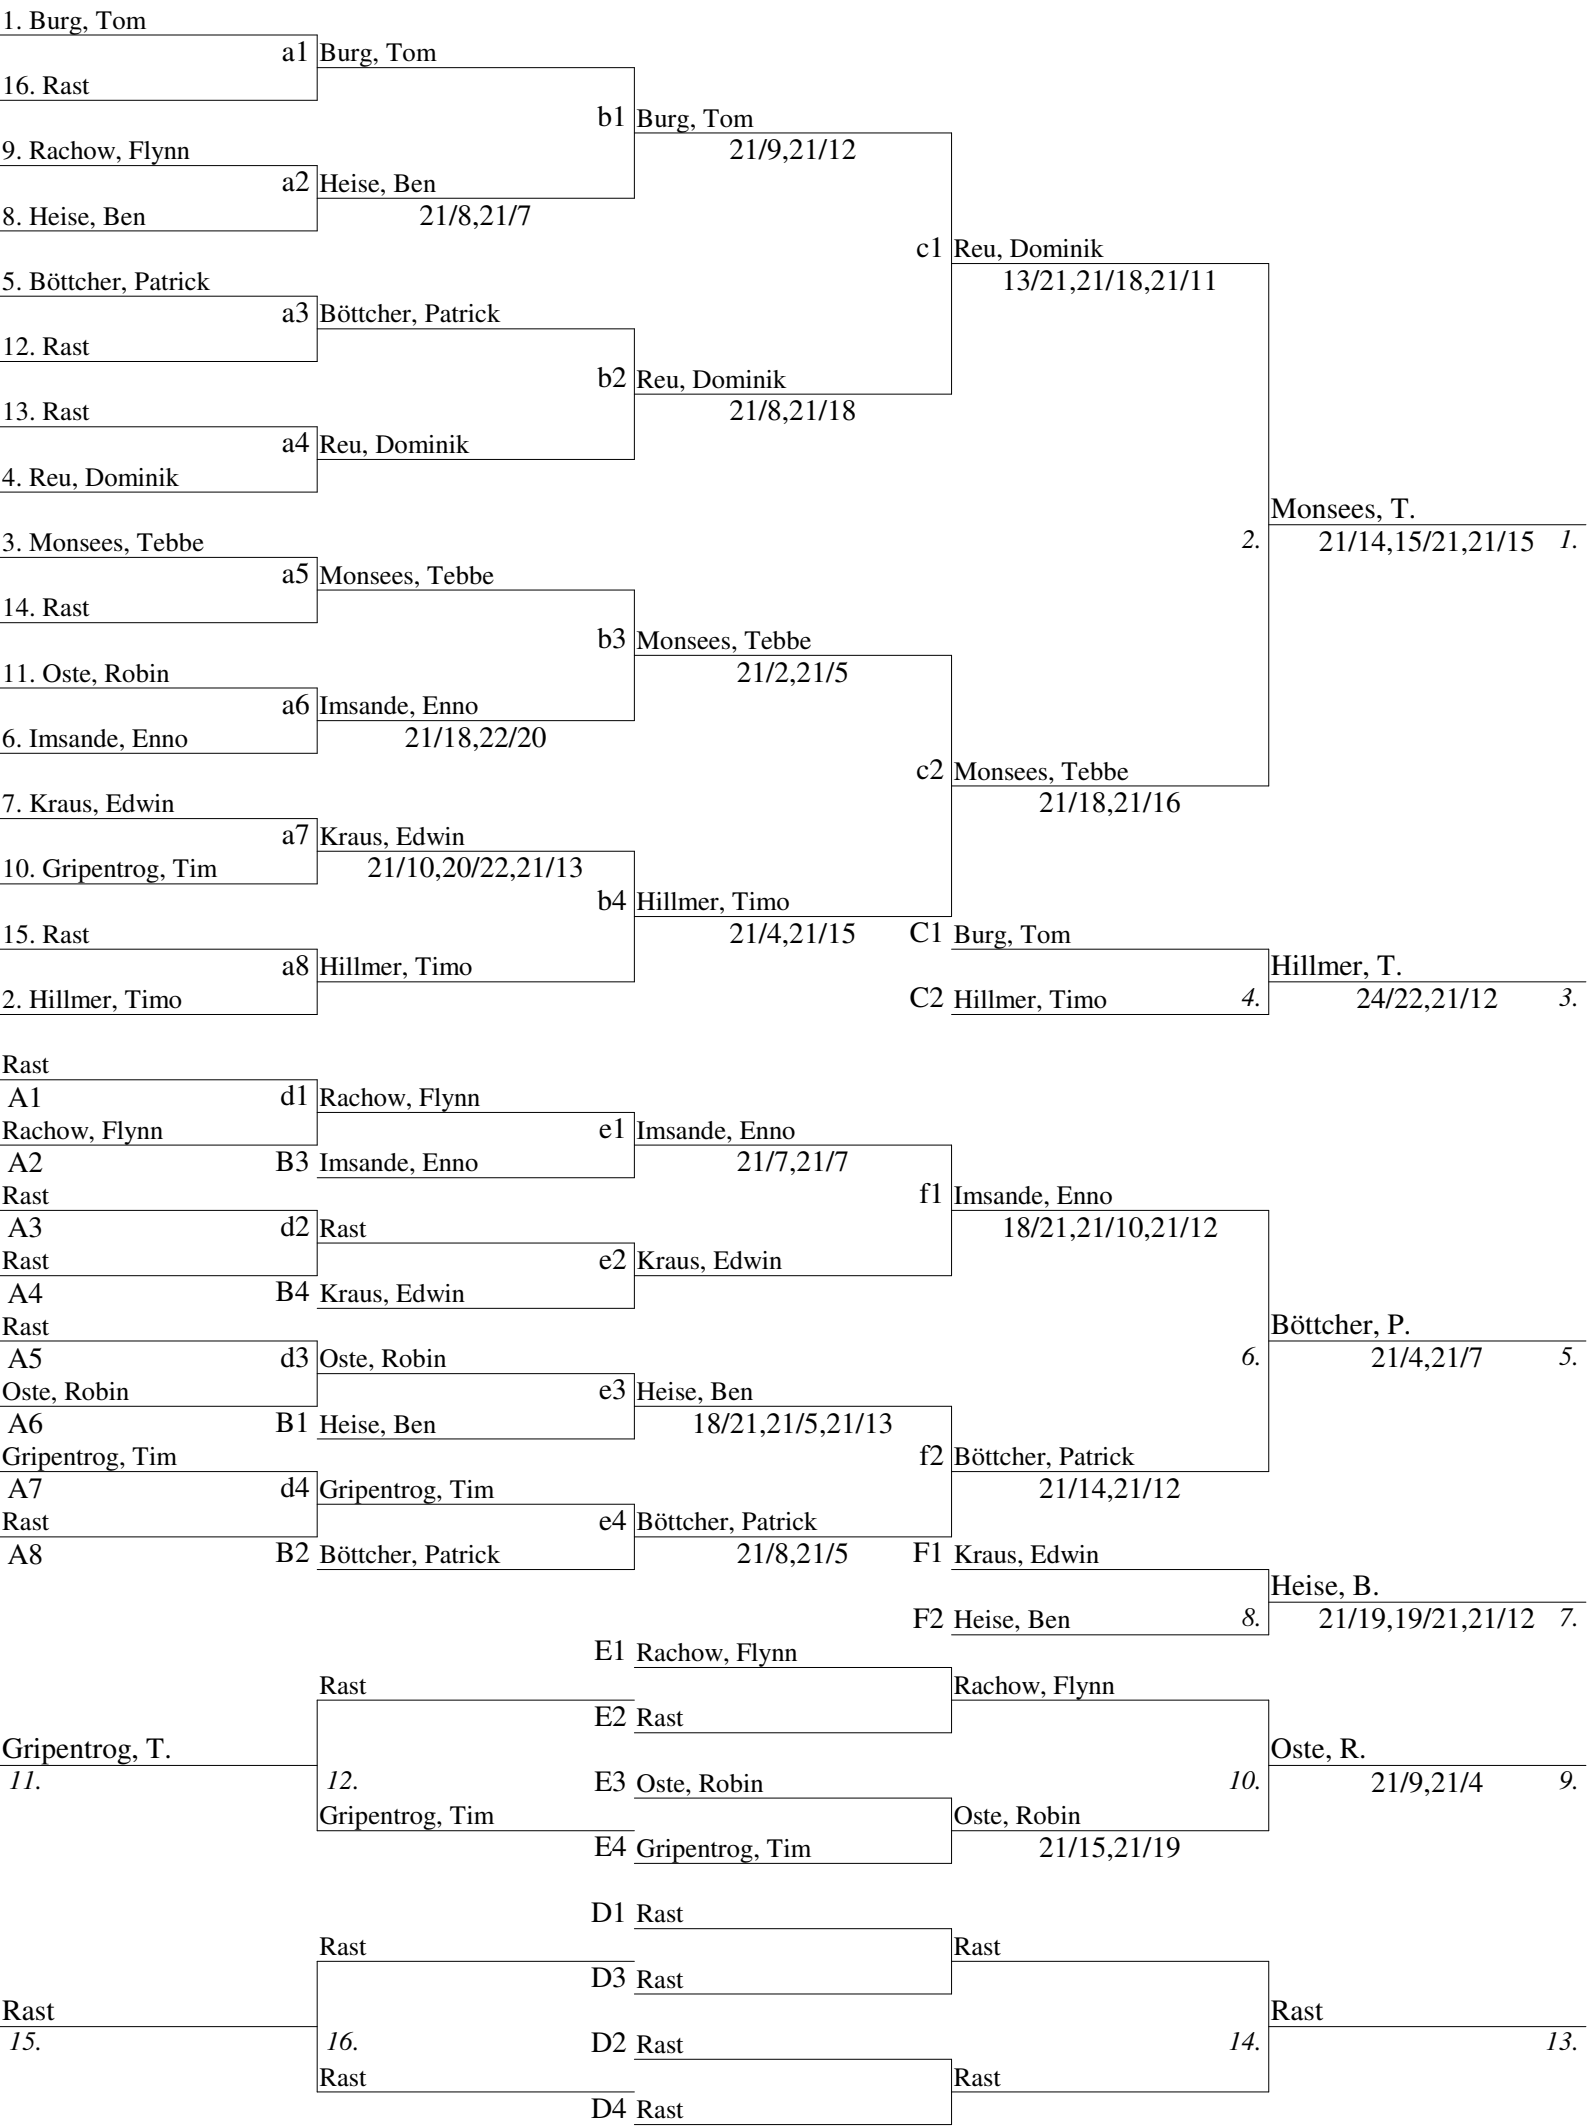 1. Burg, Tom
a1 Burg, Tom
16. Rast
b1 Burg, Tom
21/9,21/12
9. Rachow, Flynn
a2 Heise, Ben
8. Heise, Ben
21/8,21/7
c1 Reu, Dominik
13/21,21/18,21/11
5. Böttcher, Patrick
a3 Böttcher, Patrick
12. Rast
b2 Reu, Dominik
21/8,21/18
13. Rast
a4 Reu, Dominik
4. Reu, Dominik
Monsees, T.
2. 21/14,15/21,21/15 1.
3. Monsees, Tebbe
a5 Monsees, Tebbe
14. Rast
b3 Monsees, Tebbe
21/2,21/5
11. Oste, Robin
a6 Imsande, Enno
6. Imsande, Enno
21/18,22/20
c2 Monsees, Tebbe
21/18,21/16
7. Kraus, Edwin
a7 Kraus, Edwin
10. Gripentrog, Tim
21/10,20/22,21/13
b4 Hillmer, Timo
21/4,21/15
15. Rast
C1 Burg, Tom
a8 Hillmer, Timo
Hillmer, T.
2. Hillmer, Timo
C2 Hillmer, Timo 4. 24/22,21/12 3.
Rast
A1 d1 Rachow, Flynn
Rachow, Flynn
e1 Imsande, Enno
A2 B3 Imsande, Enno
21/7,21/7
Rast
f1 Imsande, Enno
A3 d2 Rast
18/21,21/10,21/12
Rast
e2 Kraus, Edwin
A4 B4 Kraus, Edwin
Rast
Böttcher, P.
A5 d3 Oste, Robin
6. 21/4,21/7 5.
Oste, Robin
e3 Heise, Ben
A6 B1 Heise, Ben
18/21,21/5,21/13
Gripentrog, Tim
f2 Böttcher, Patrick
A7 d4 Gripentrog, Tim
21/14,21/12
Rast
e4 Böttcher, Patrick
A8 B2 Böttcher, Patrick
21/8,21/5
F1 Kraus, Edwin
Heise, B.
F2 Heise, Ben 8. 21/19,19/21,21/12 7.
E1 Rachow, Flynn
Rast
Rachow, Flynn
E2 Rast
Gripentrog, T.
Oste, R.
11. 12.
E3 Oste, Robin
10. 21/9,21/4 9.
Gripentrog, Tim
Oste, Robin
E4 Gripentrog, Tim
21/15,21/19
D1 Rast
Rast
Rast
D3 Rast
Rast
Rast
15. 16.
D2 Rast
14. 13.
Rast
Rast
D4 Rast